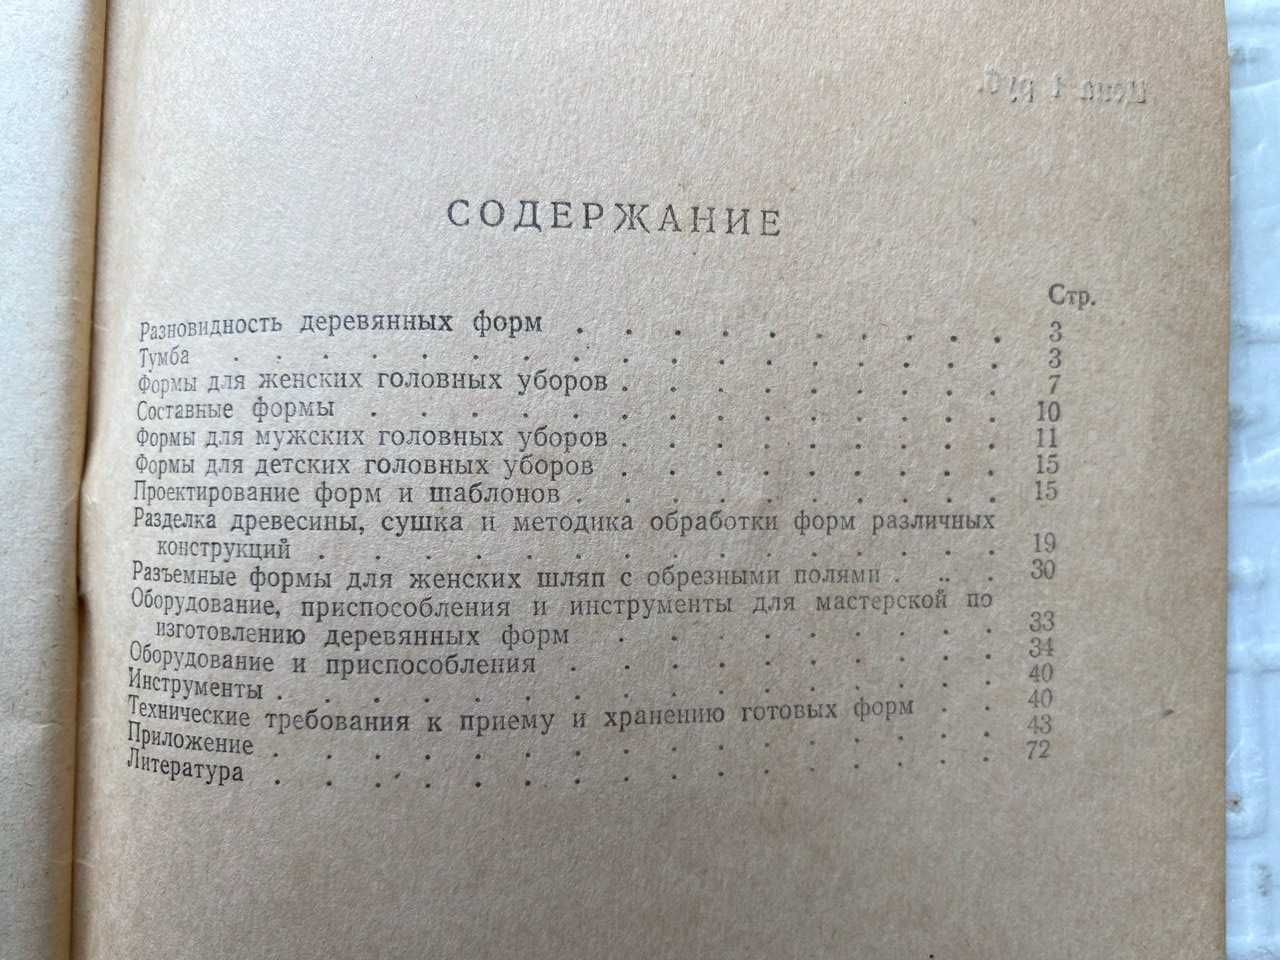 Цена 1 руб.
СОДЕРЖАНИЕ
Стр.
Разновидность деревянных форм . . . . . . . . . . 3
Тумба . . . . . . . . . . . . . . . . . 3
Формы для женских головных уборов . . . . . . . . . 7
Составные формы . . . . . . . . . . . . . . 10
Формы для мужских головных уборов . . . . . . . . . 11
Формы для детских головных уборов . . . . . . . . . 15
Проектирование форм и шаблонов . . . . . . . . . . 15
Разделка древесины, сушка и методика обработки форм различных
конструкций . . . . . . . . . . . . . . . 19
Разъемные формы для женских шляп с обрезными полями . .. . 30
Оборудование, приспособления и инструменты для мастерской по
изготовлению деревянных форм . . . . . . . . . 33
Оборудование и приспособления . . . . . . . . . . 34
Инструменты . . . . . . . . . . . . . . . 40
Технические требования к приему и хранению готовых форм . . 40
Приложение . . . . . . . . . . . . . . . 43
Литература . . . . . . . . . . . . . . . 72